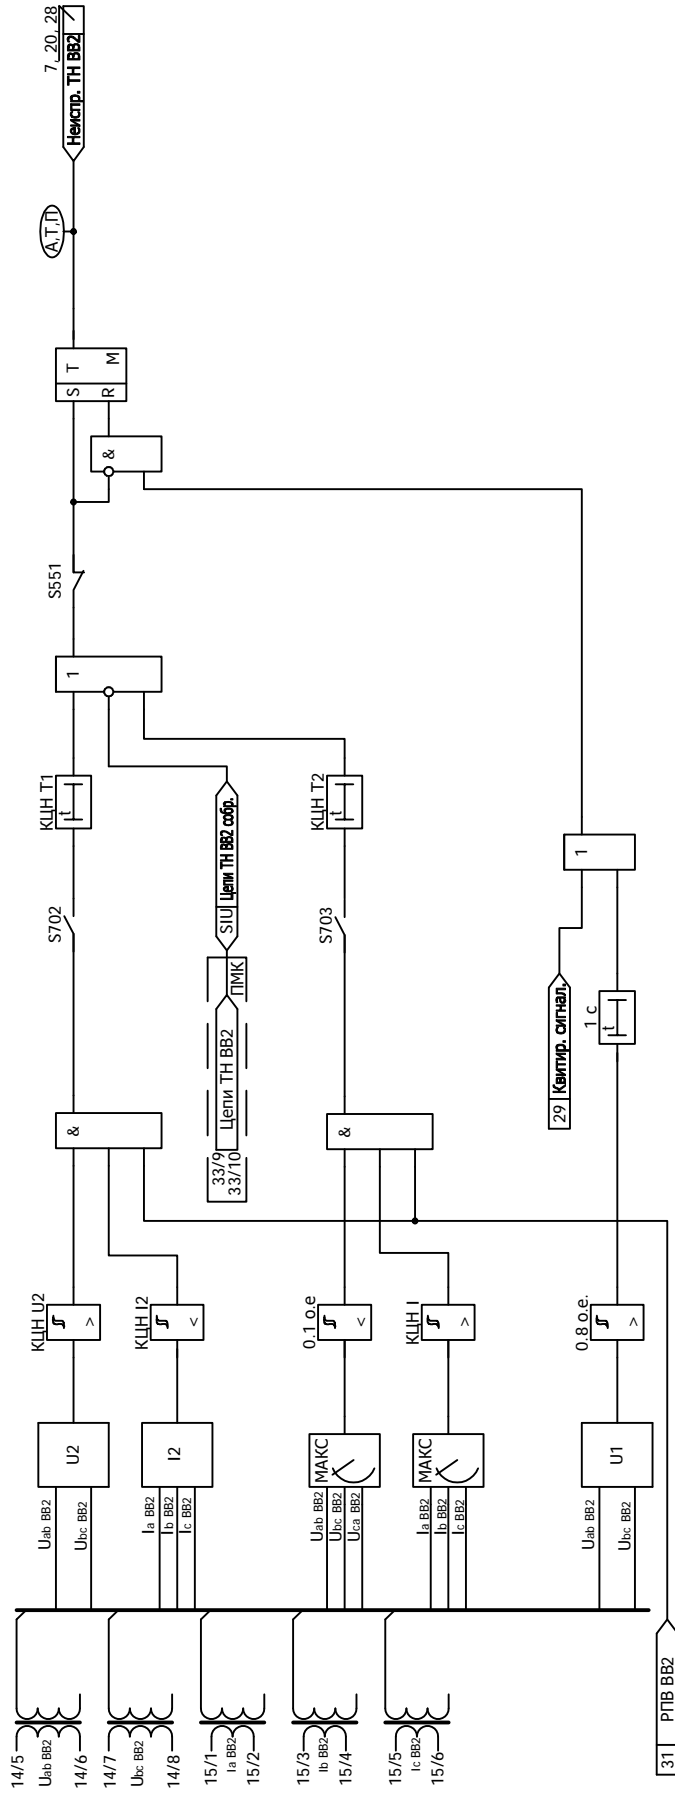 14/5
Uab ВВ2
14/6
14/7
Ubc ВВ2
14/8
15/1
Ia ВВ2
15/2
15/3
Ib ВВ2
15/4
15/5
Ic ВВ2
15/6
31 РПВ ВВ2
Uab ВВ2
Ubc ВВ2
U2
КЦН U2
>
Ia ВВ2
Ib ВВ2
Ic ВВ2
I2
КЦН I2
<
Uab ВВ2
Ubc ВВ2
Uca ВВ2
МАКС
0.1 о.е
<
Ia ВВ2
Ib ВВ2
Ic ВВ2
МАКС
КЦН I
>
Uab ВВ2
Ubc ВВ2
U1
0.8 о.е.
>
&
&
33/9
33/10
Цепи ТН ВВ2
ПМК
SIU Цепи ТН ВВ2 собр.
29 Квитир. сигнал.
1 с
t
S702
S703
КЦН Т1
t
КЦН Т2
t
1
1
S551
&
S T
R M
А,Т,П
Неиспр. ТН ВВ2
7, 20, 28